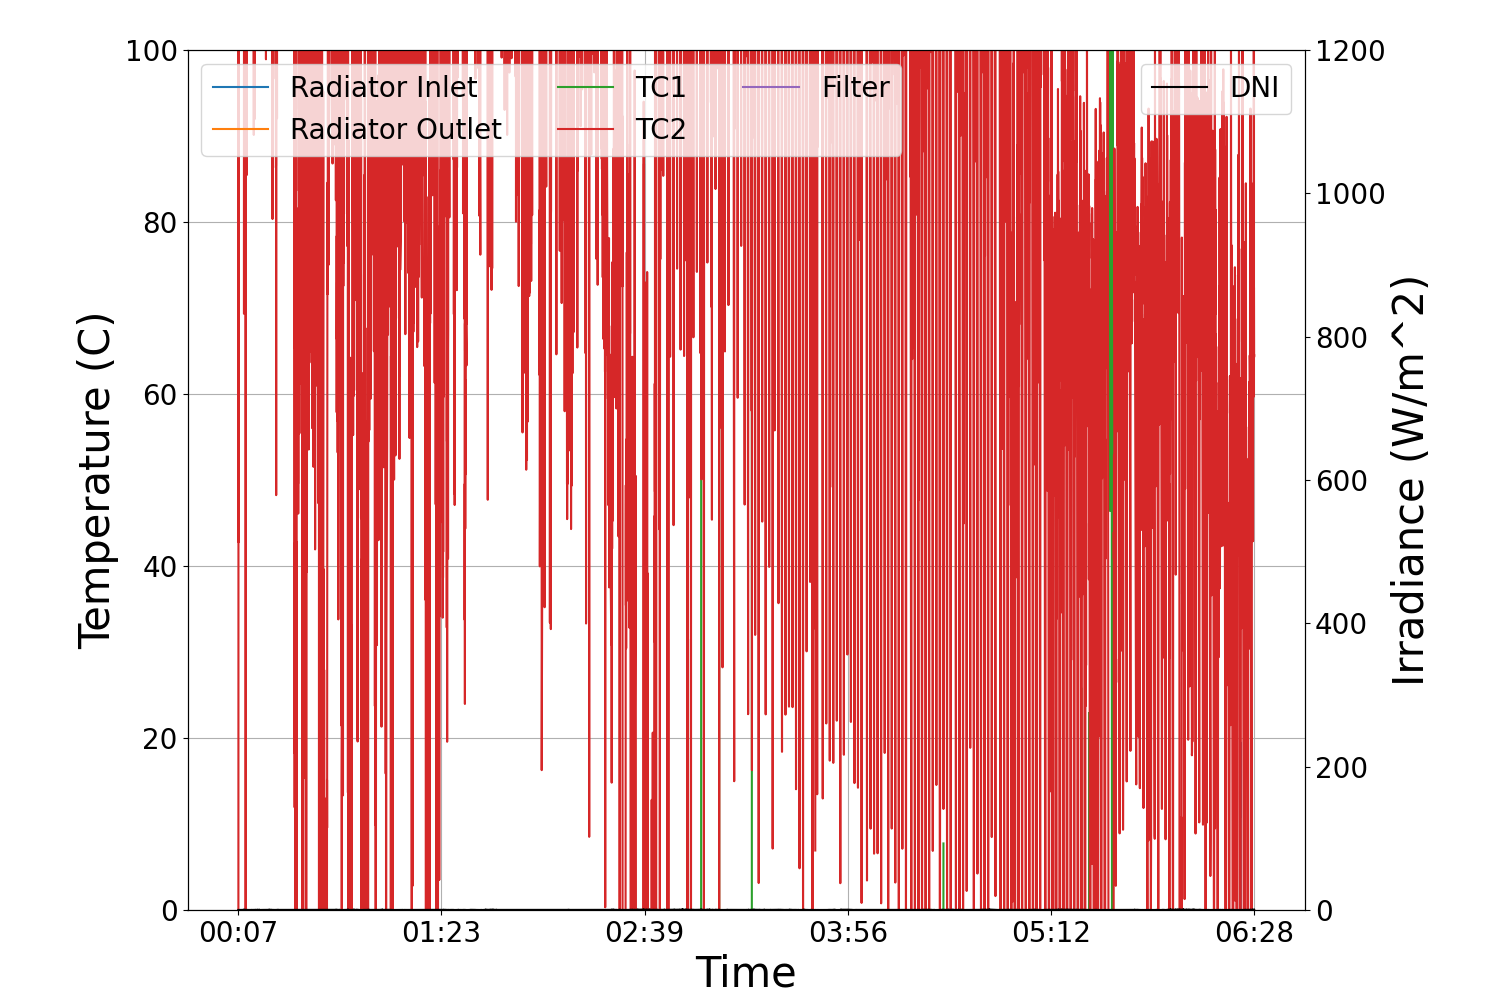 100
80
60
40
20
0
Temperature (C)
Radiator Inlet
Radiator Outlet
TC1
TC2
Filter
DNI
1200
1000
800
600
400
200
0
Irradiance (W/m^2)
00:07
01:23
02:39
03:56
05:12
06:28
Time